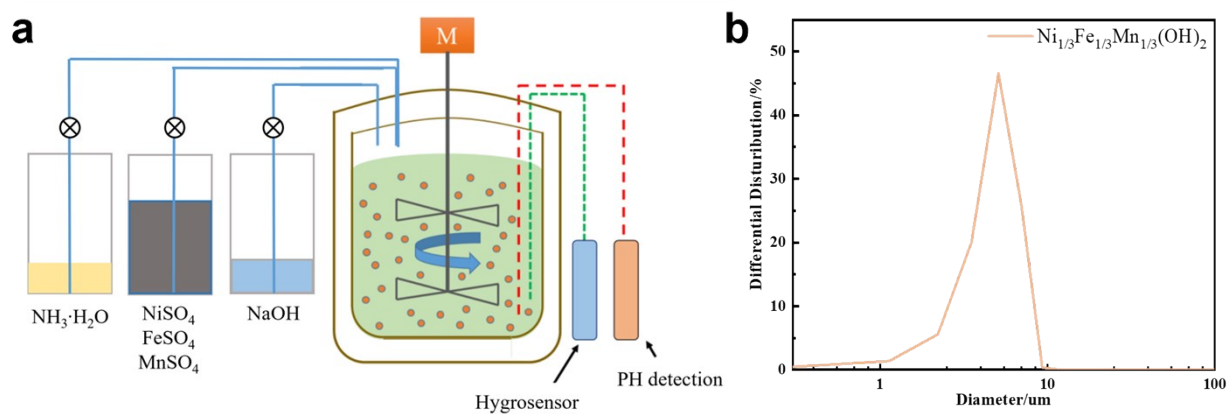 a
M
NH₃·H₂O
NiSO₄
FeSO₄
MnSO₄
NaOH
Hygrosensor
PH detection
b
Ni₁/₃Fe₁/₃Mn₁/₃(OH)₂
Differential Disturibution/%
50
40
30
20
10
0
1
10
100
Diameter/um